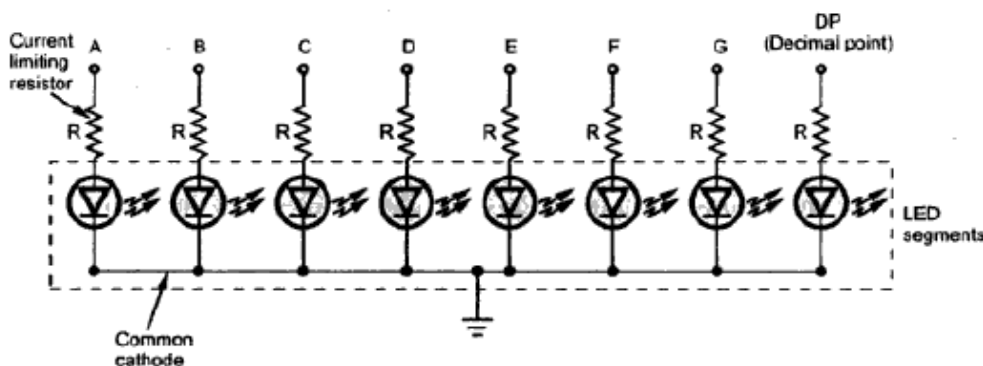 DP
(Decimal point)
A B C D E F G
Current
limiting
resistor
R R R R R R R R
LED
segments
Common
cathode